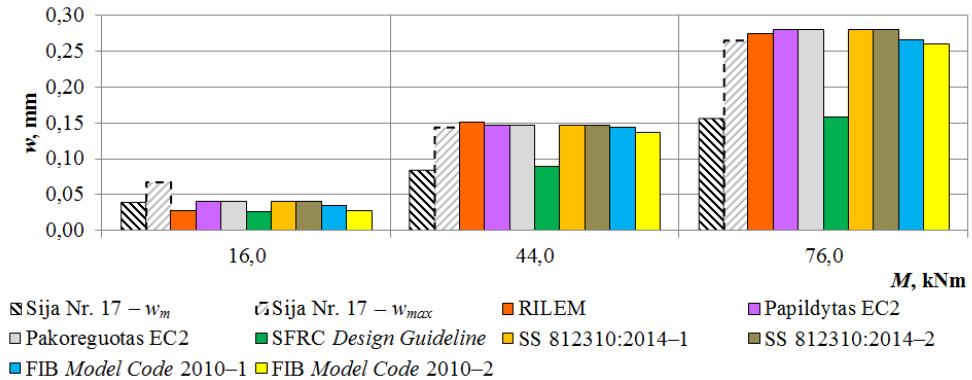 0,30
0,25
0,20
0,15
0,10
0,05
0,00
w, mm
16,0 44,0 76,0
M, kNm
Sija Nr. 17 – wm Sija Nr. 17 – wmax RILEM Papildytas EC2
Pakoreguotas EC2 SFRC Design Guideline SS 812310:2014–1 SS 812310:2014–2
FIB Model Code 2010–1 FIB Model Code 2010–2